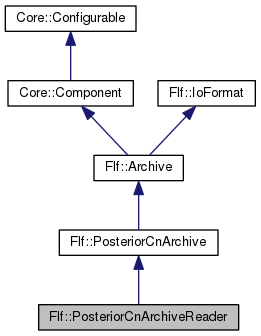 Core::Configurable
Core::Component
Flf::IoFormat
Flf::Archive
Flf::PosteriorCnArchive
Flf::PosteriorCnArchiveReader